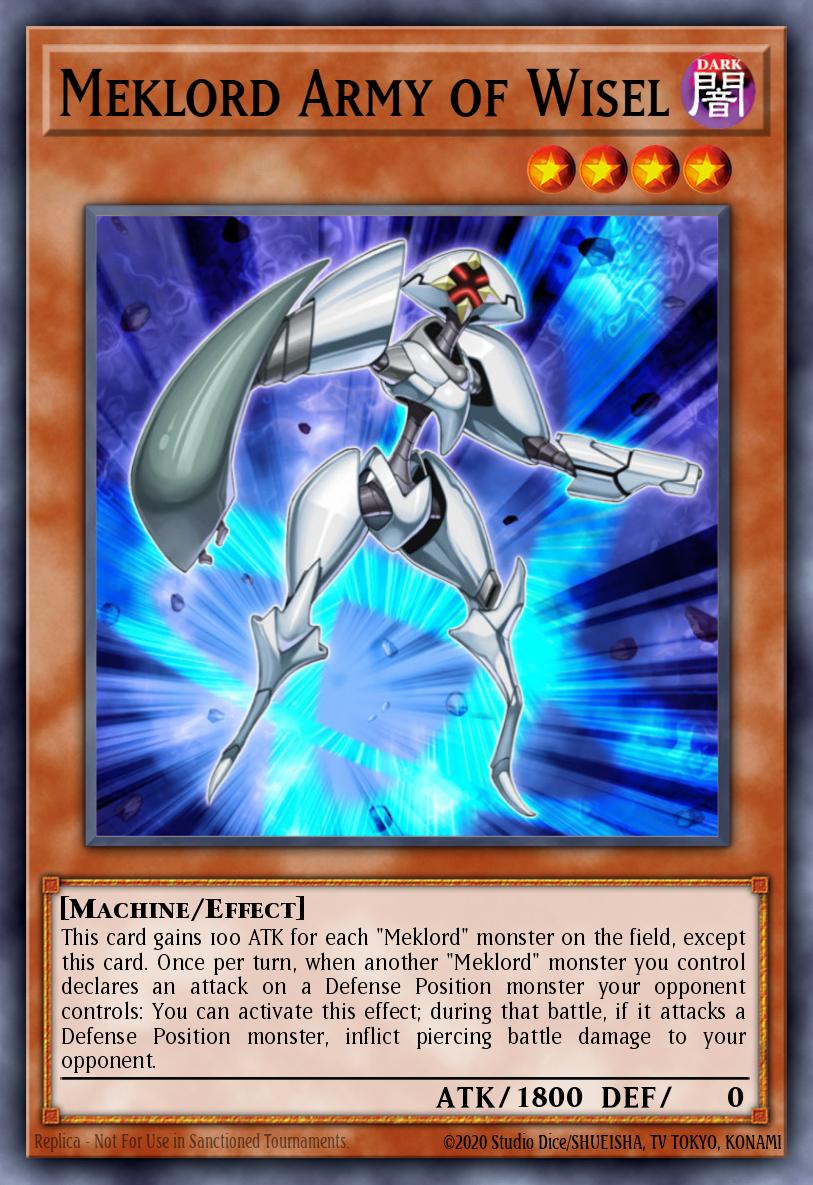 Meklord Army of Wisel
DARK
闇
[Machine/Effect]
This card gains 100 ATK for each "Meklord" monster on the field, except
this card. Once per turn, when another "Meklord" monster you control
declares an attack on a Defense Position monster your opponent
controls: You can activate this effect; during that battle, if it attacks a
Defense Position monster, inflict piercing battle damage to your
opponent.
ATK/1800 DEF/ 0
Replica - Not For Use in Sanctioned Tournaments. ©2020 Studio Dice/SHUEISHA, TV TOKYO, KONAMI